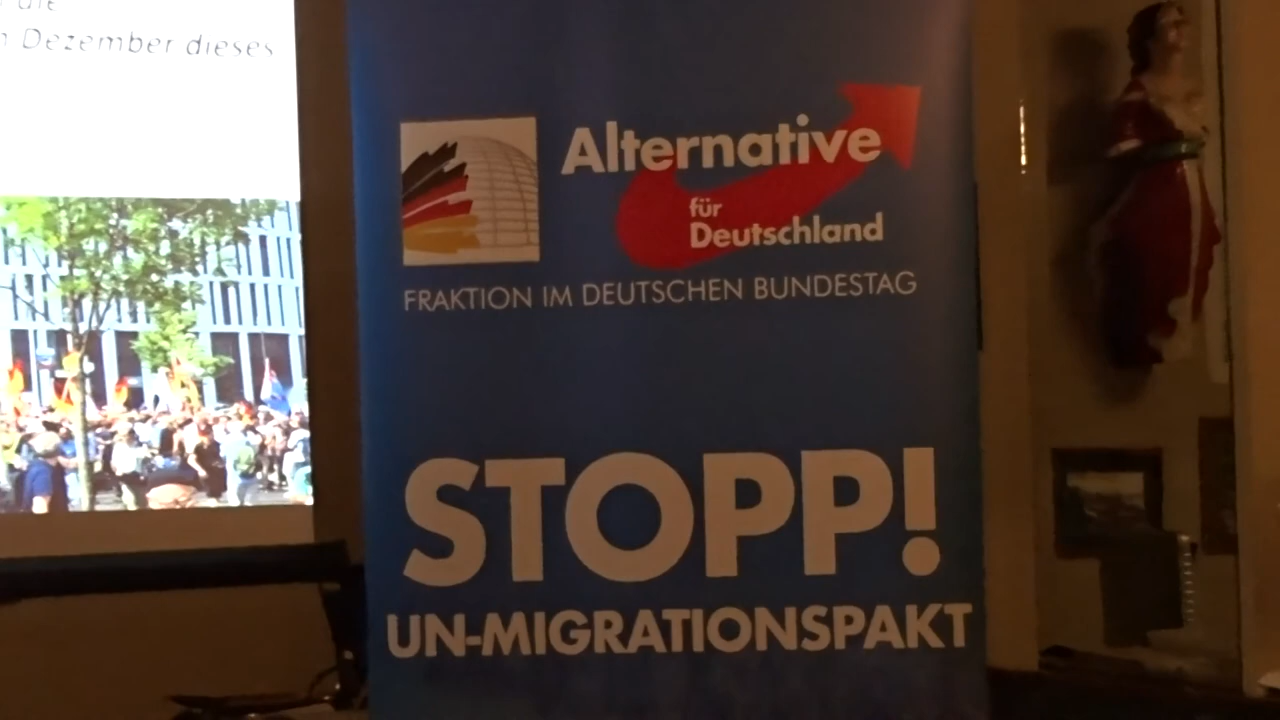 Dezember dieses
Alternative
für
Deutschland
FRAKTION IM DEUTSCHEN BUNDESTAG
STOPP!
UN-MIGRATIONSPAKT